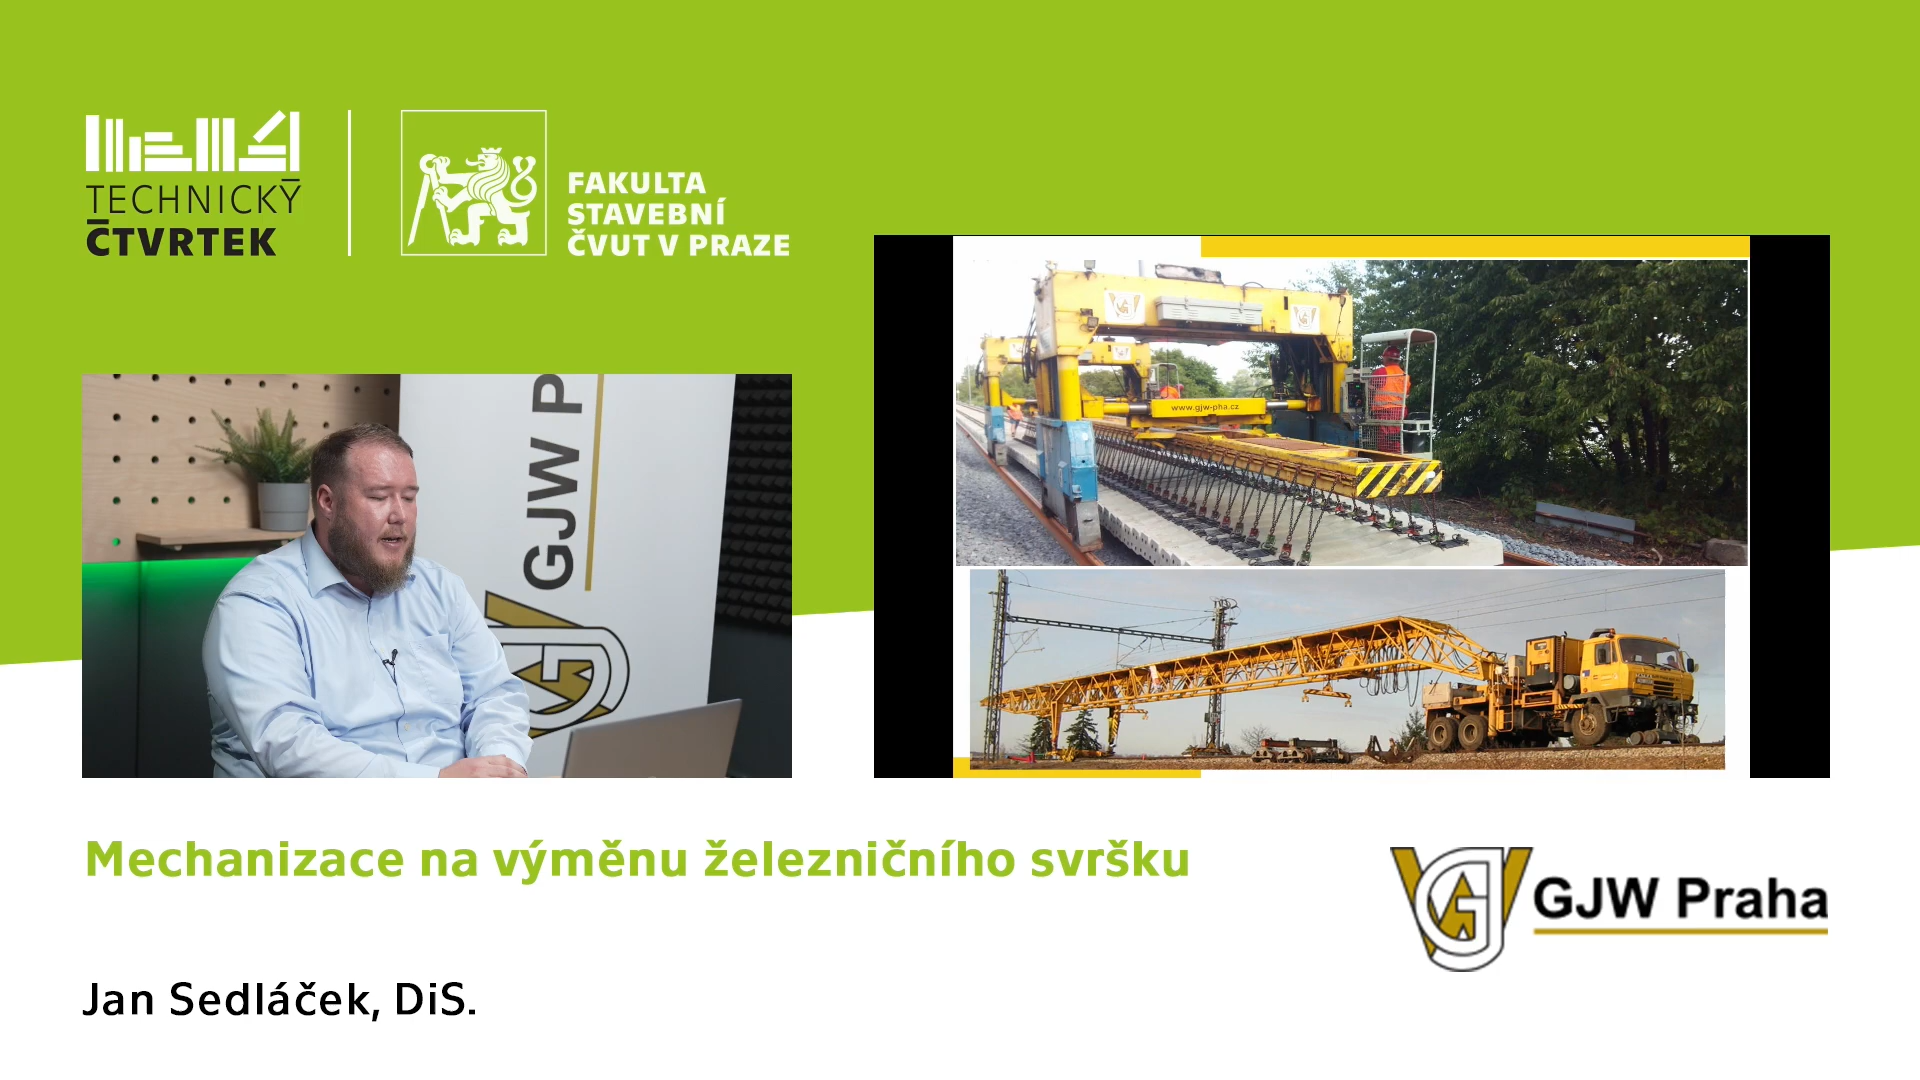 TECHNICKÝ
ČTVRTEK
FAKULTA
STAVEBNÍ
ČVUT V PRAZE
www.gjw-pha.cz
GJW P
Mechanizace na výměnu železničního svršku
GJW Praha
Jan Sedláček, DiS.